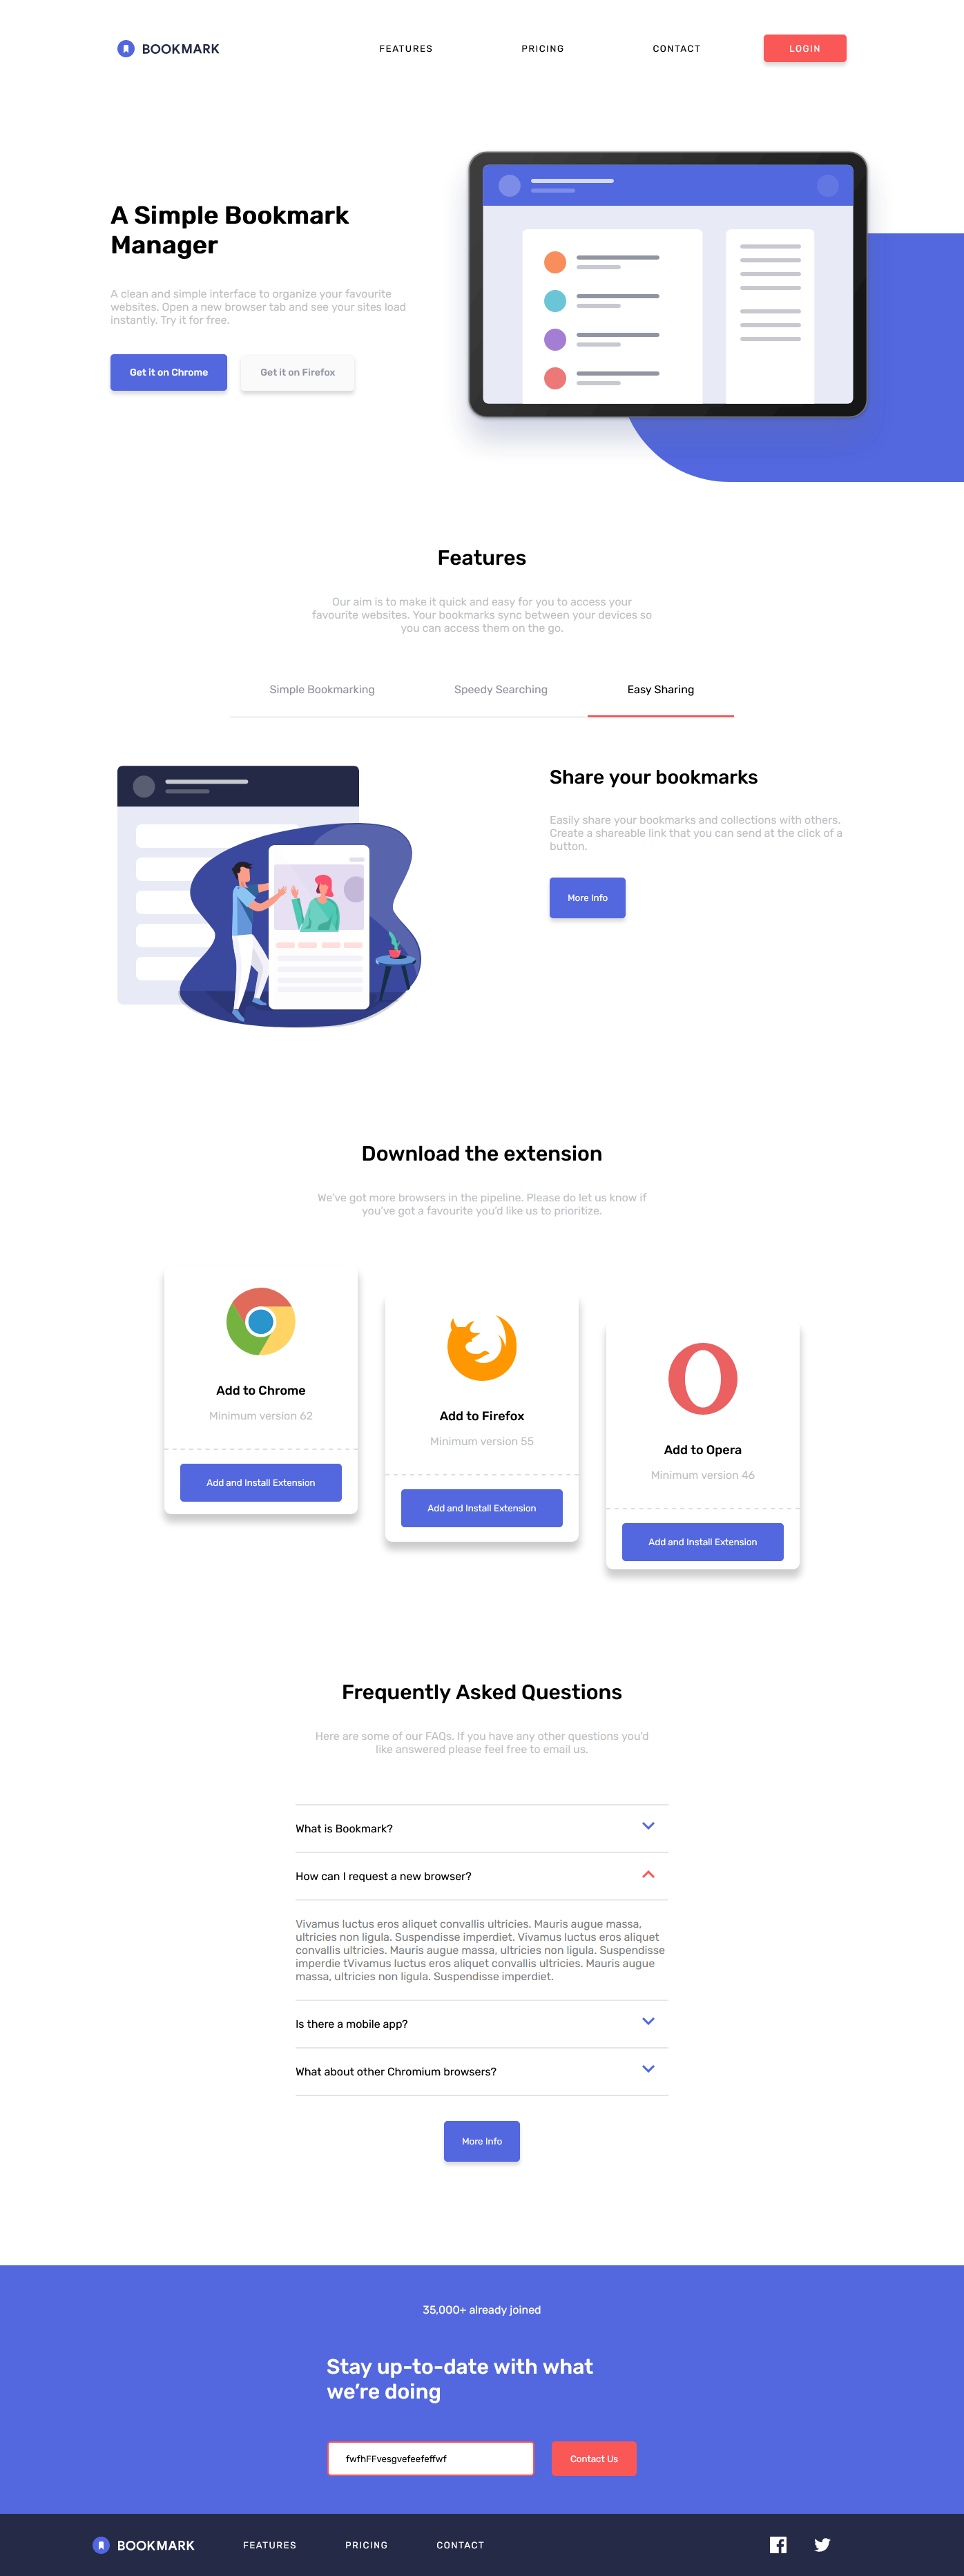 BOOKMARK
FEATURES
PRICING
CONTACT
LOGIN
A Simple Bookmark
Manager
A clean and simple interface to organize your favourite
websites. Open a new browser tab and see your sites load
instantly. Try it for free.
Get it on Chrome
Get it on Firefox
Features
Our aim is to make it quick and easy for you to access your
favourite websites. Your bookmarks sync between your devices so
you can access them on the go.
Simple Bookmarking
Speedy Searching
Easy Sharing
Share your bookmarks
Easily share your bookmarks and collections with others.
Create a shareable link that you can send at the click of a
button.
More Info
Download the extension
We've got more browsers in the pipeline. Please do let us know if
you've got a favourite you'd like us to prioritize.
Add to Chrome
Minimum version 62
Add and Install Extension
Add to Firefox
Minimum version 55
Add and Install Extension
Add to Opera
Minimum version 46
Add and Install Extension
Frequently Asked Questions
Here are some of our FAQs. If you have any other questions you'd
like answered please feel free to email us.
What is Bookmark?
How can I request a new browser?
Vivamus luctus eros aliquet convallis ultricies. Mauris augue massa,
ultricies non ligula. Suspendisse imperdiet. Vivamus luctus eros aliquet
convallis ultricies. Mauris augue massa, ultricies non ligula. Suspendisse
imperdie tVivamus luctus eros aliquet convallis ultricies. Mauris augue
massa, ultricies non ligula. Suspendisse imperdiet.
Is there a mobile app?
What about other Chromium browsers?
More Info
35,000+ already joined
Stay up-to-date with what
we're doing
fwfhFFvesgvefeefeffwf
Contact Us
BOOKMARK
FEATURES
PRICING
CONTACT